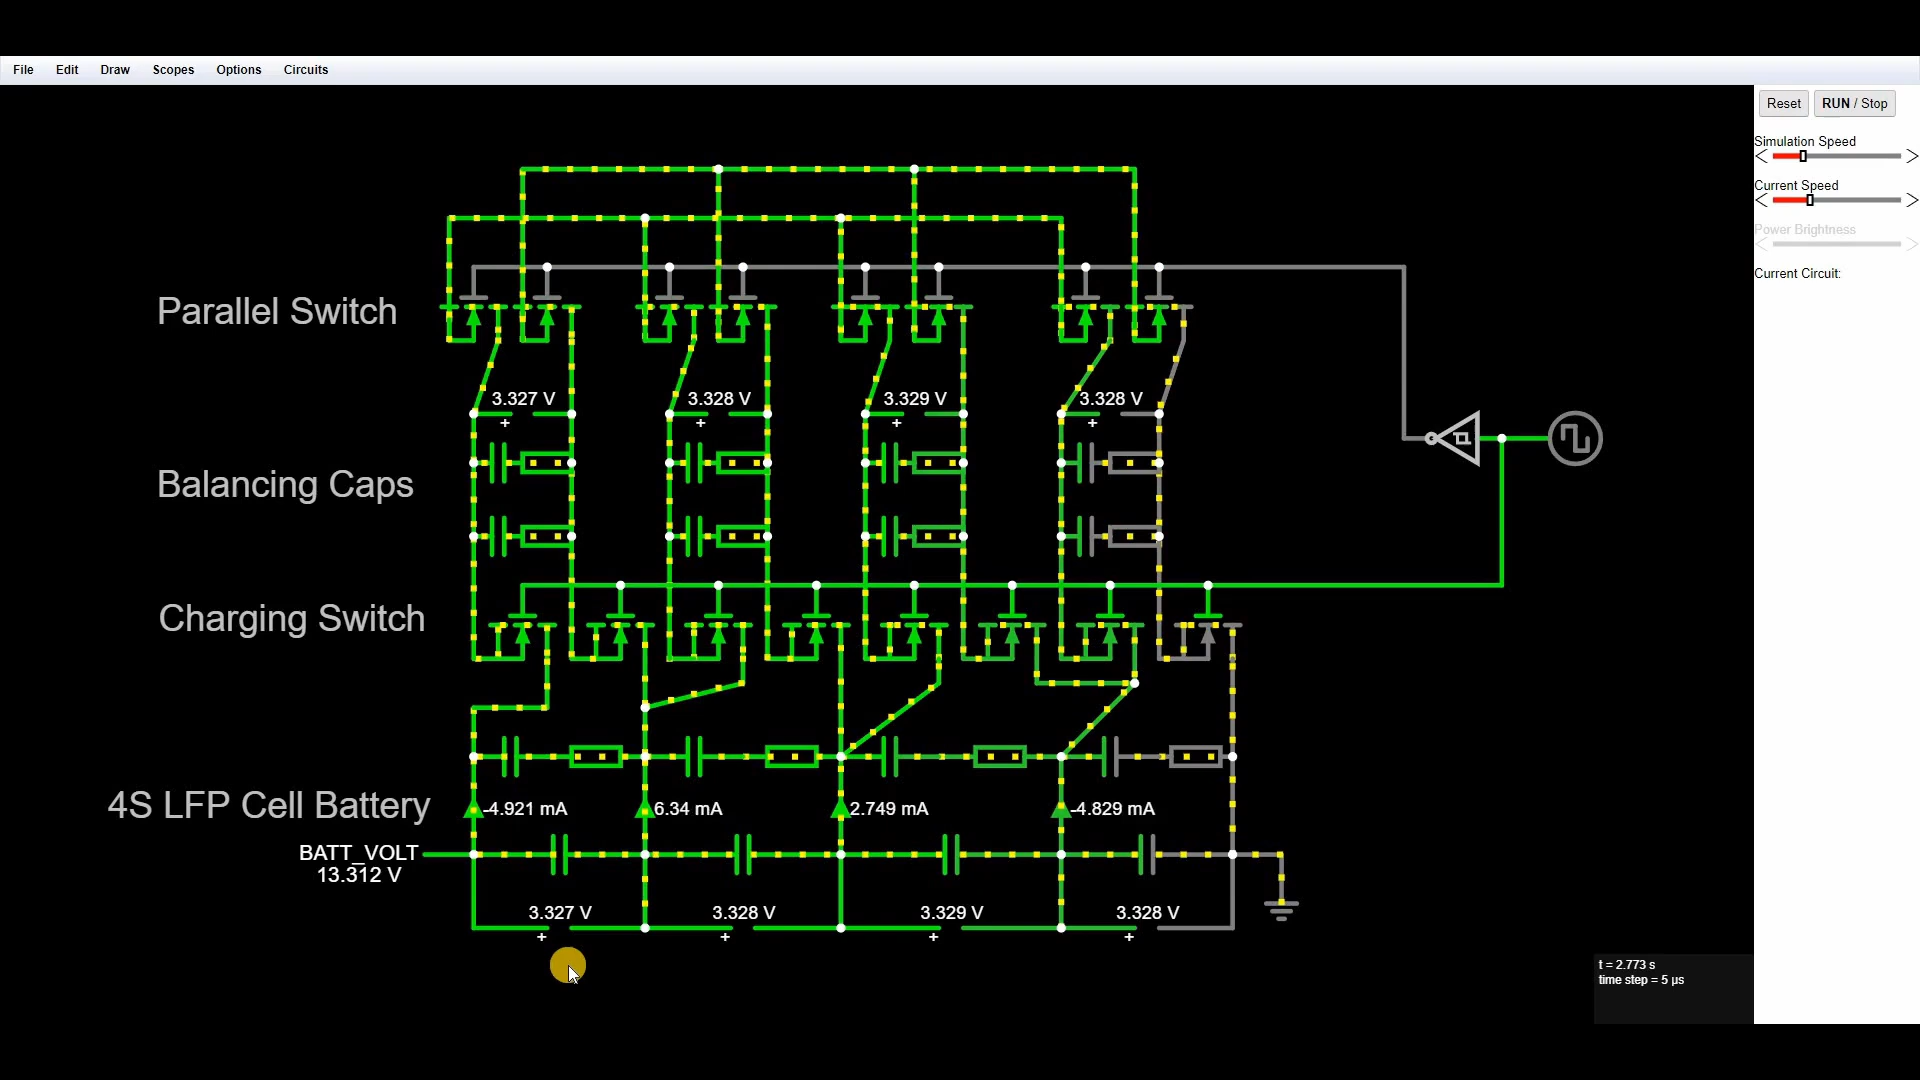 File Edit Draw Scopes Options Circuits
Reset RUN / Stop
Simulation Speed
Current Speed
Power Brightness
Current Circuit:
Parallel Switch
3.327 V 3.328 V 3.329 V 3.328 V
+ + + +
Balancing Caps
Charging Switch
4S LFP Cell Battery
-4.921 mA 6.34 mA 2.749 mA -4.829 mA
BATT_VOLT
13.312 V
3.327 V 3.328 V 3.329 V 3.328 V
+ + + +
t = 2.773 s
time step = 5 μs